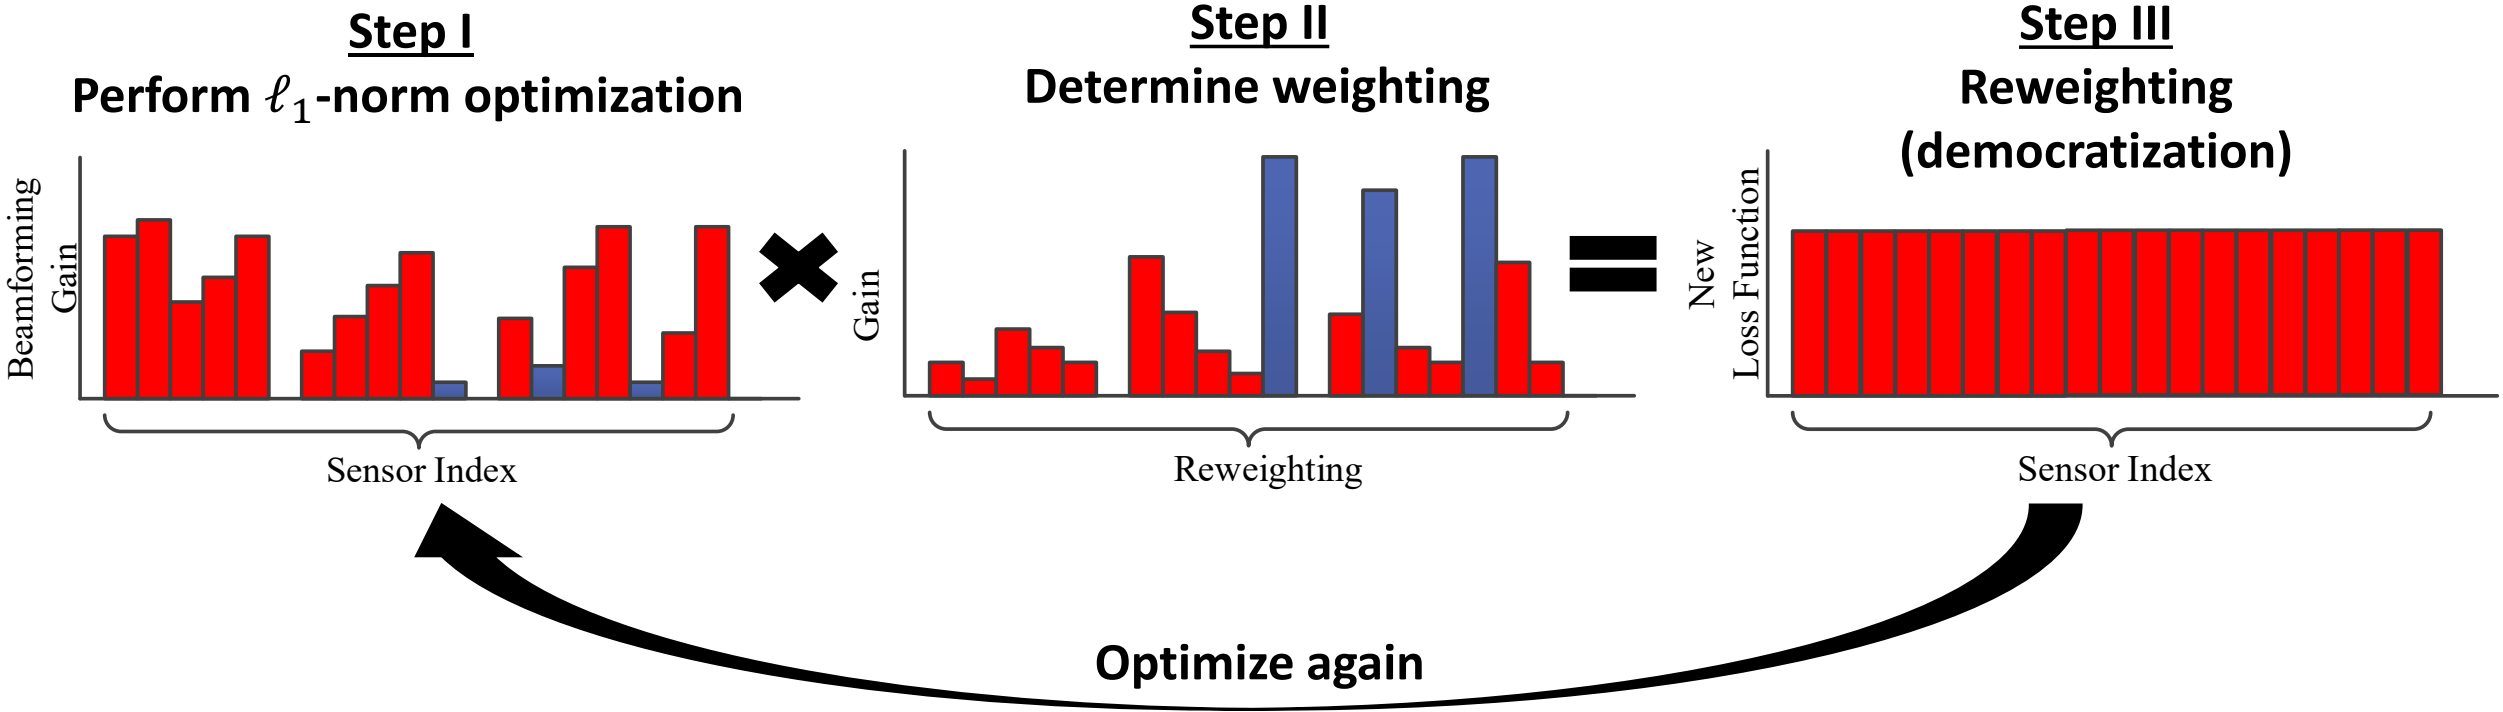 Step I
Perform ℓ₁-norm optimization
Beamforming
Gain
Sensor Index
Step II
Determine weighting
Gain
Reweighting
Step III
Reweighting
(democratization)
New
Loss Function
Sensor Index
Optimize again